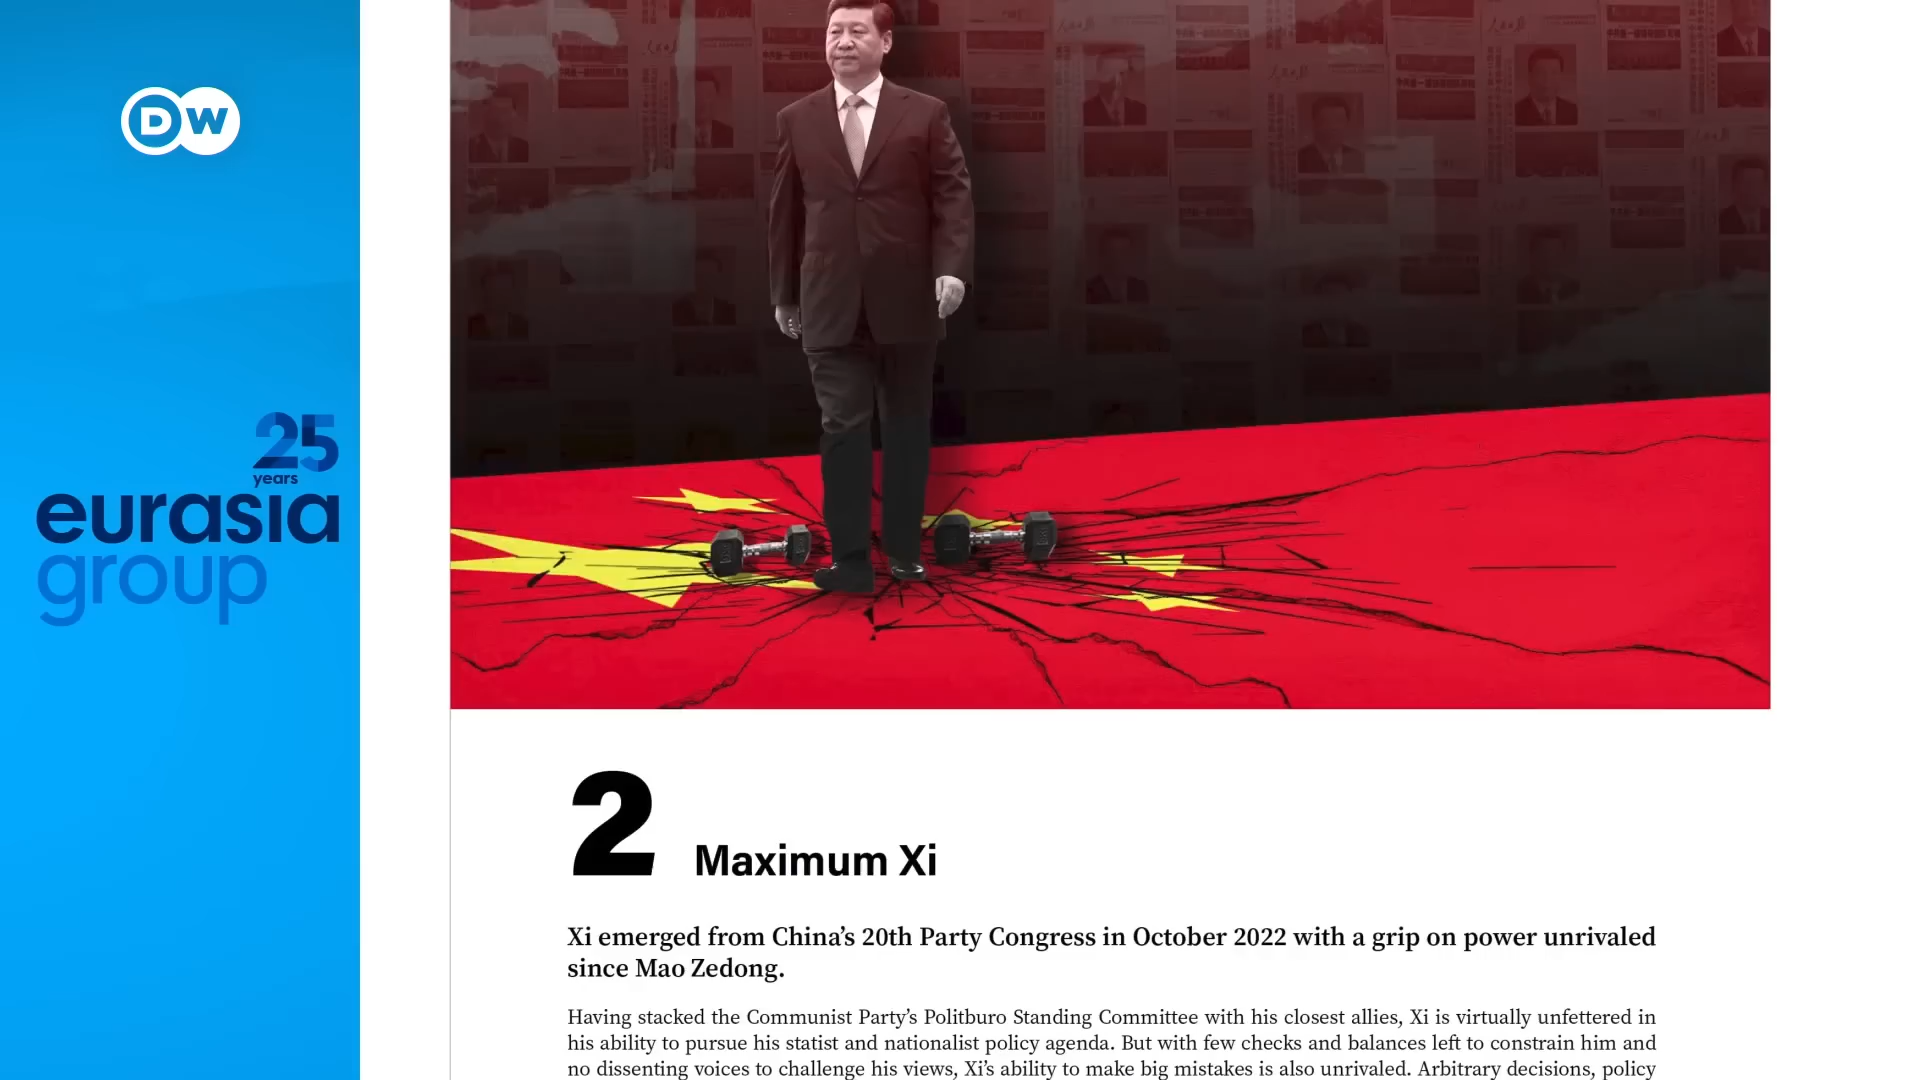 DW
25
years
eurasia
group
2
Maximum Xi
Xi emerged from China’s 20th Party Congress in October 2022 with a grip on power unrivaled
since Mao Zedong.
Having stacked the Communist Party’s Politburo Standing Committee with his closest allies, Xi is virtually unfettered in
his ability to pursue his statist and nationalist policy agenda. But with few checks and balances left to constrain him and
no dissenting voices to challenge his views, Xi’s ability to make big mistakes is also unrivaled. Arbitrary decisions, policy